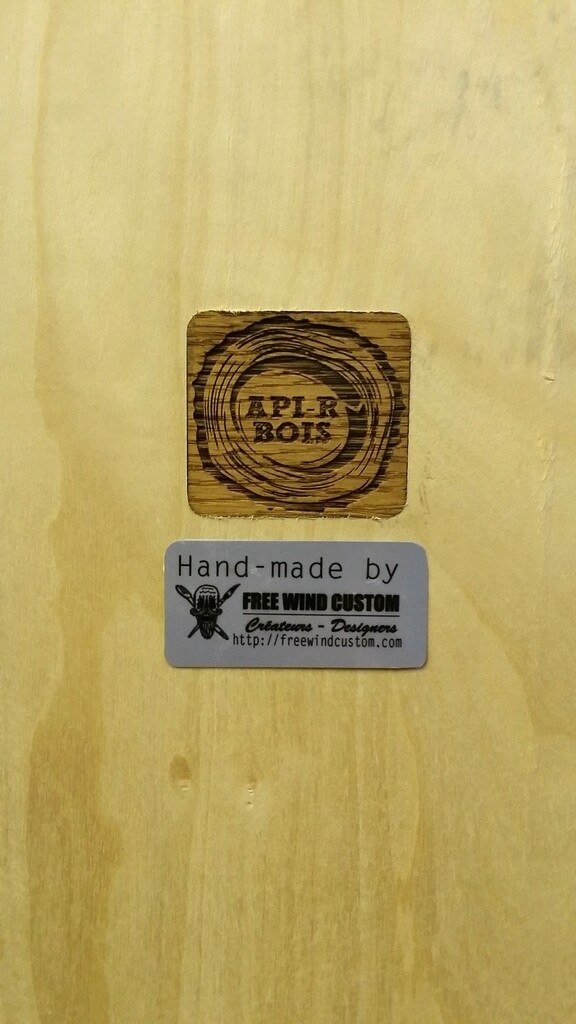 API-R
BOIS
Hand-made by
FREE WIND CUSTOM
Créateurs - Designers
http://freewindcustom.com